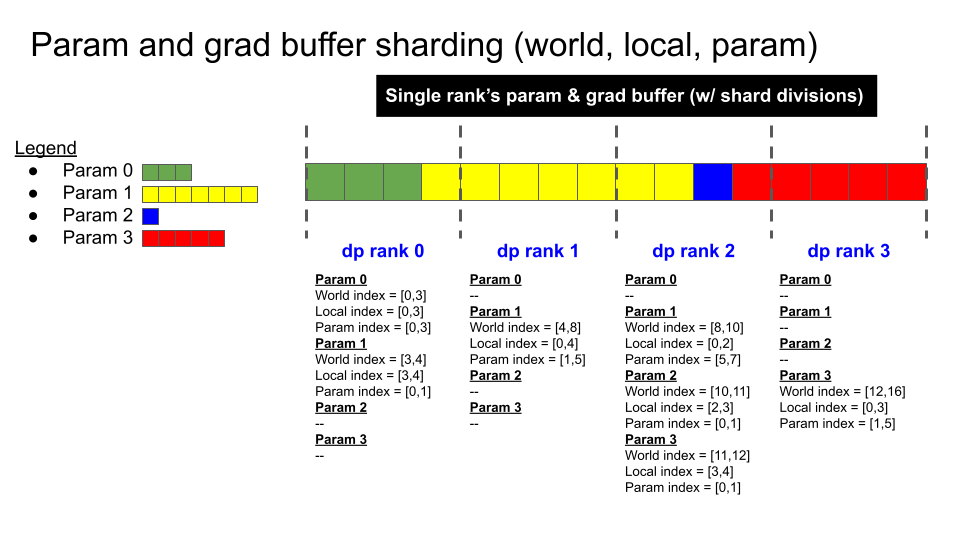 Param and grad buffer sharding (world, local, param)
Single rank's param & grad buffer (w/ shard divisions)
Legend
● Param 0
● Param 1
● Param 2
● Param 3
dp rank 0
Param 0
World index = [0,3]
Local index = [0,3]
Param index = [0,3]
Param 1
World index = [3,4]
Local index = [3,4]
Param index = [0,1]
Param 2
--
Param 3
--
dp rank 1
Param 0
--
Param 1
World index = [4,8]
Local index = [0,4]
Param index = [1,5]
Param 2
--
Param 3
--
dp rank 2
Param 0
--
Param 1
World index = [8,10]
Local index = [0,2]
Param index = [5,7]
Param 2
World index = [10,11]
Local index = [2,3]
Param index = [0,1]
Param 3
World index = [11,12]
Local index = [3,4]
Param index = [0,1]
dp rank 3
Param 0
--
Param 1
--
Param 2
--
Param 3
World index = [12,16]
Local index = [0,3]
Param index = [1,5]